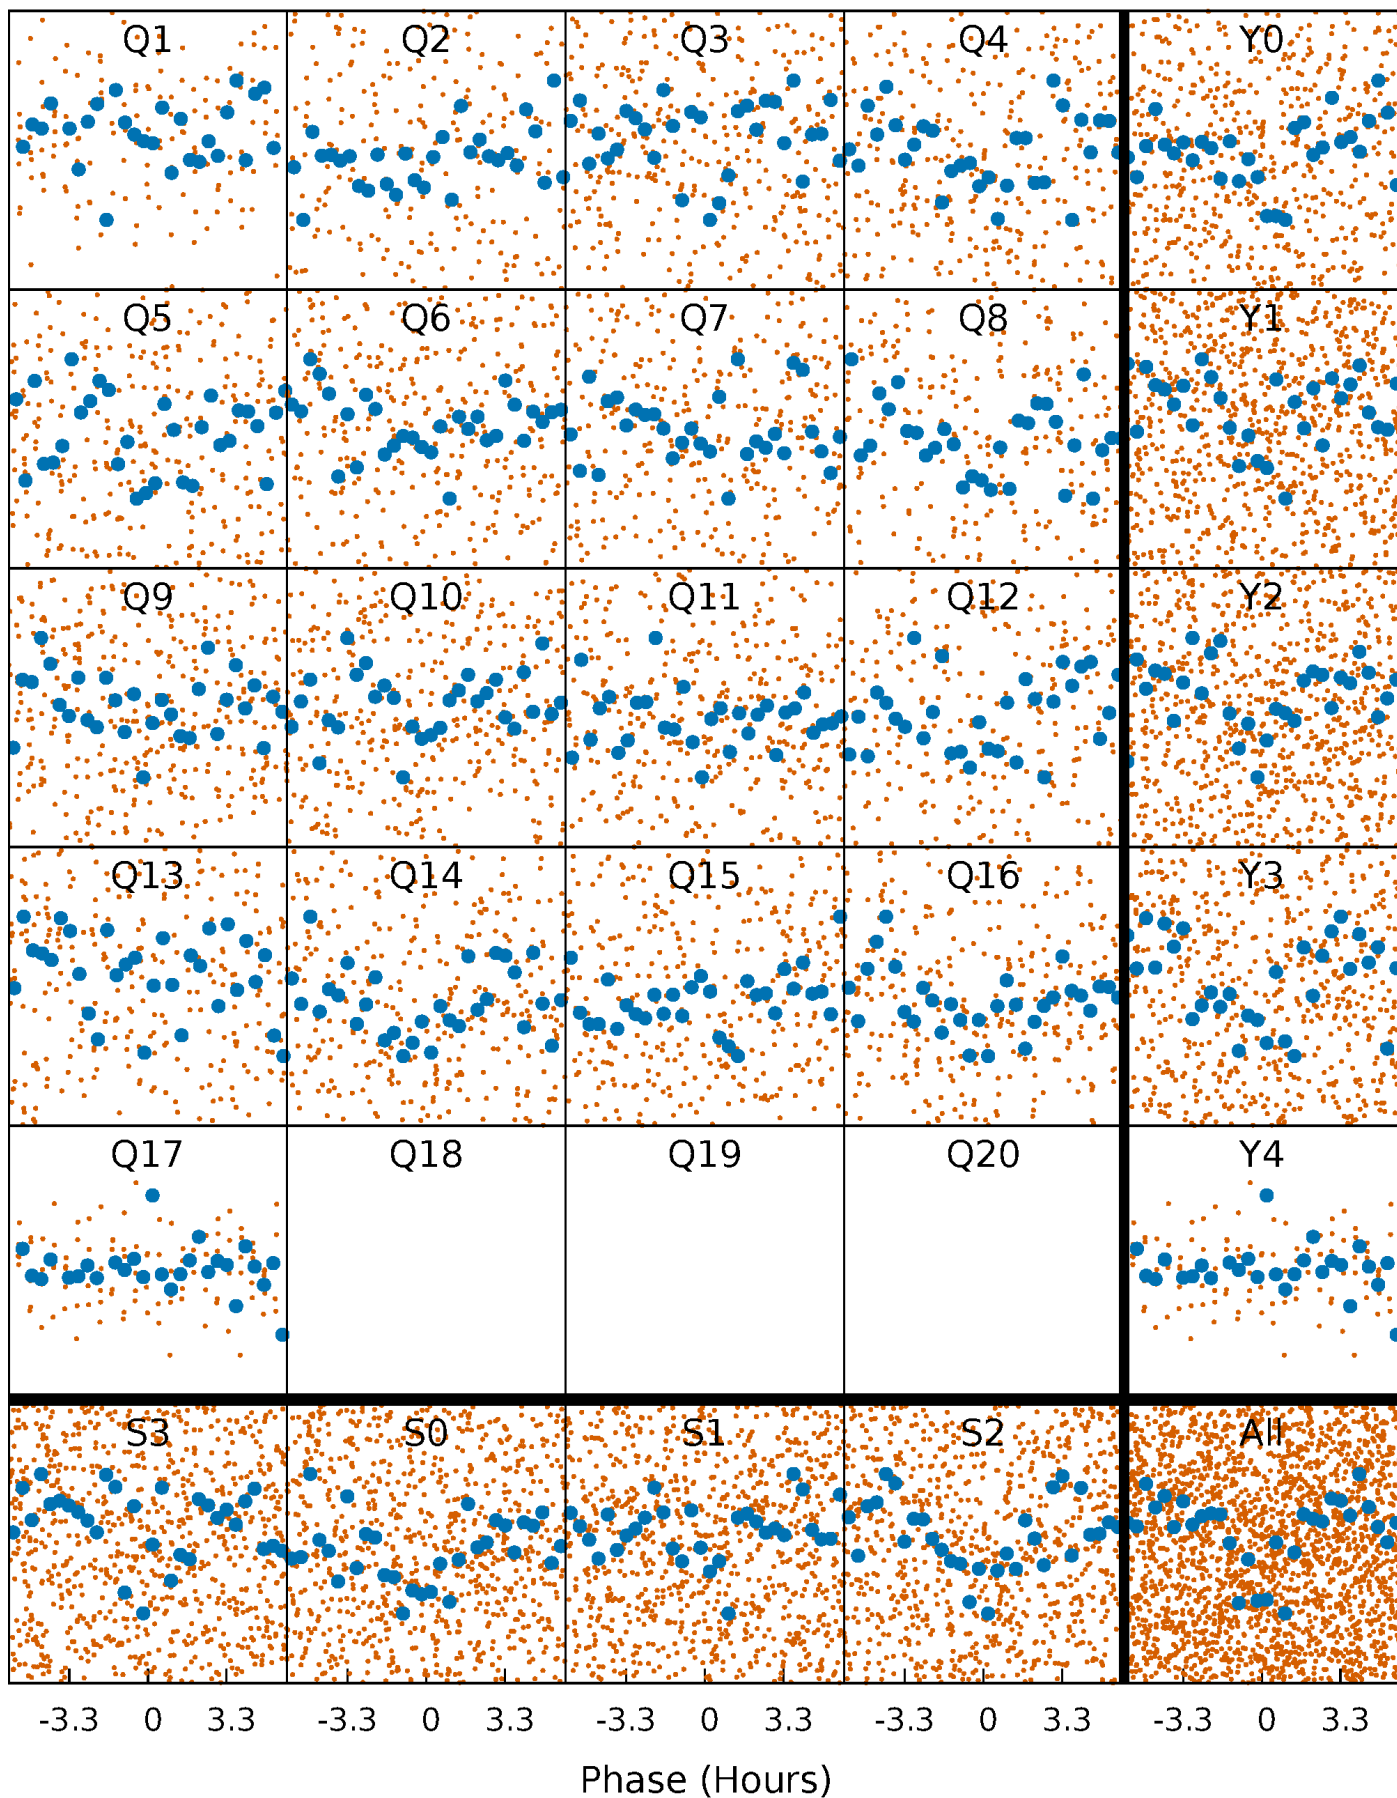 Q1 Q2 Q3 Q4 Y0
Q5 Q6 Q7 Q8 Y1
Q9 Q10 Q11 Q12 Y2
Q13 Q14 Q15 Q16 Y3
Q17 Q18 Q19 Q20 Y4
S3 S0 S1 S2 All
-3.3 0 3.3 -3.3 0 3.3 -3.3 0 3.3 -3.3 0 3.3 -3.3 0 3.3
Phase (Hours)